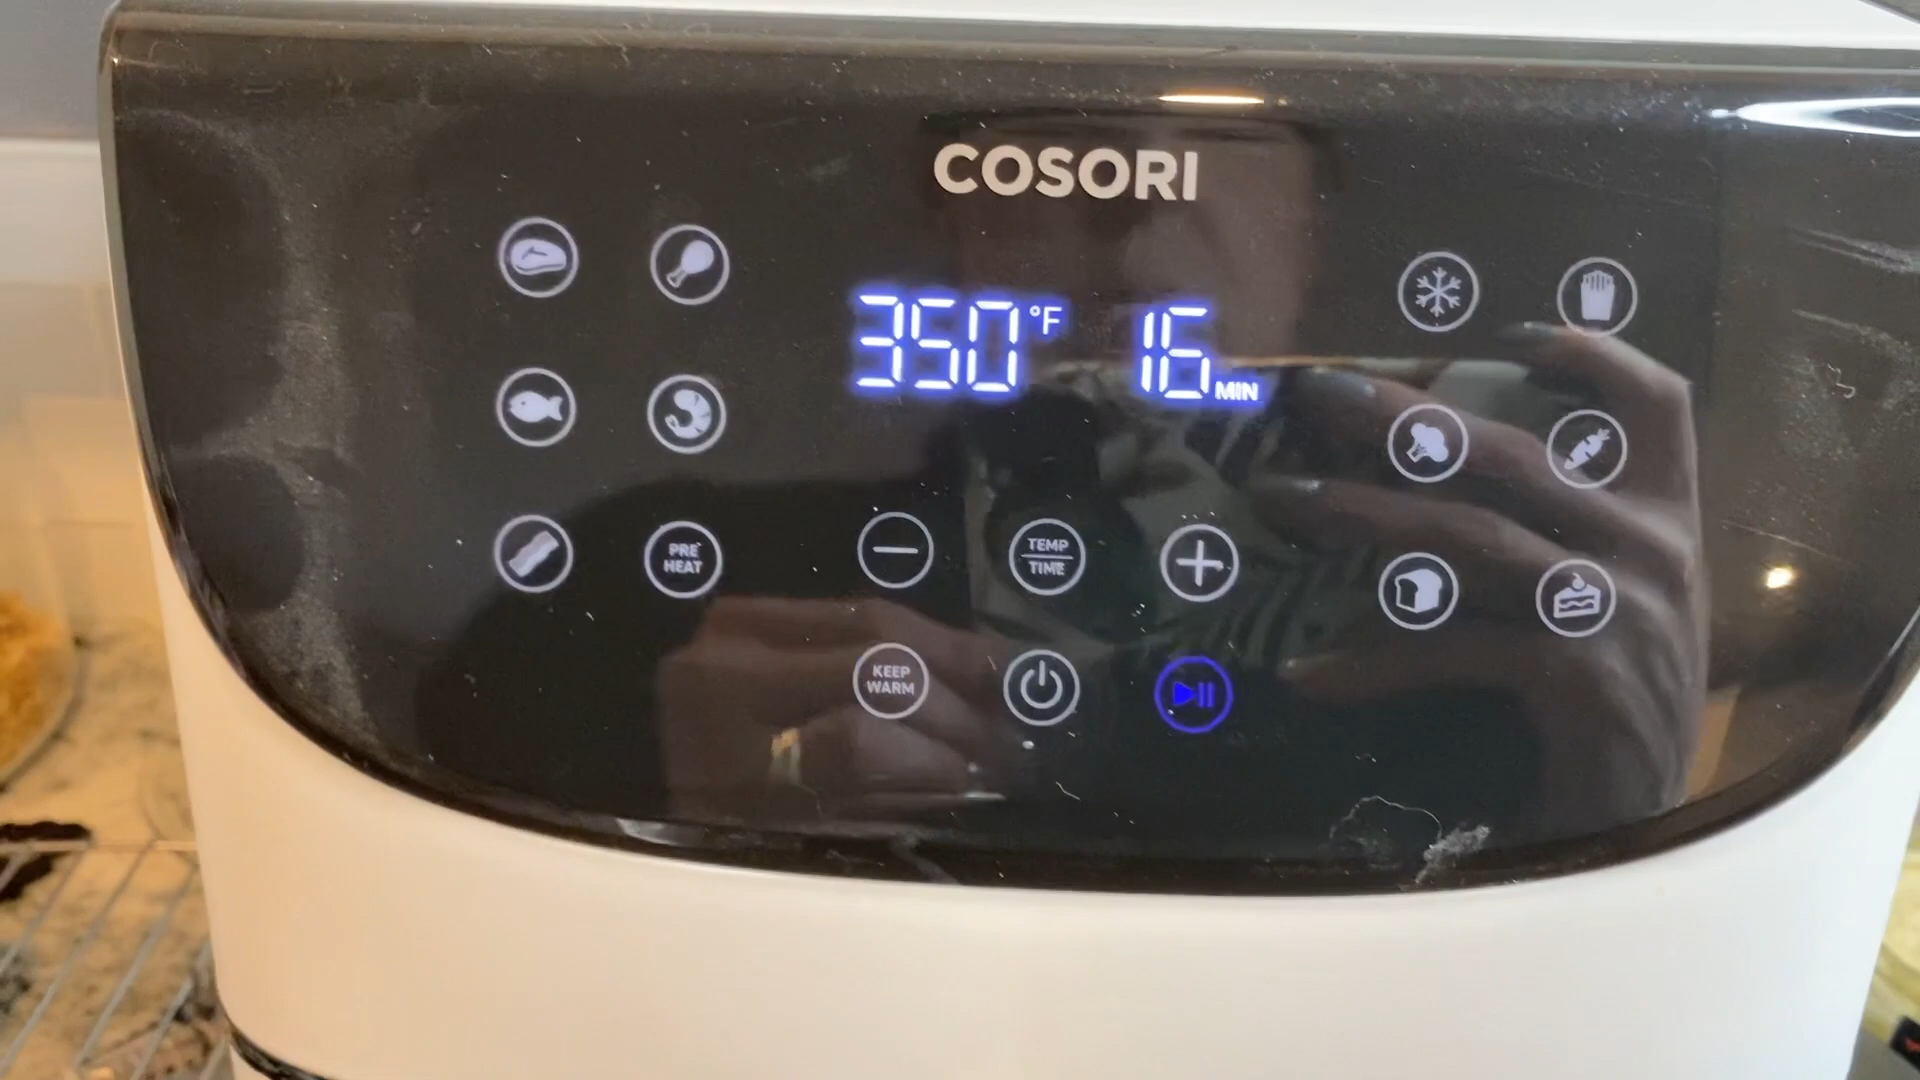 COSORI
350 °F 16 MIN
PRE
HEAT
TEMP
TIME
KEEP
WARM